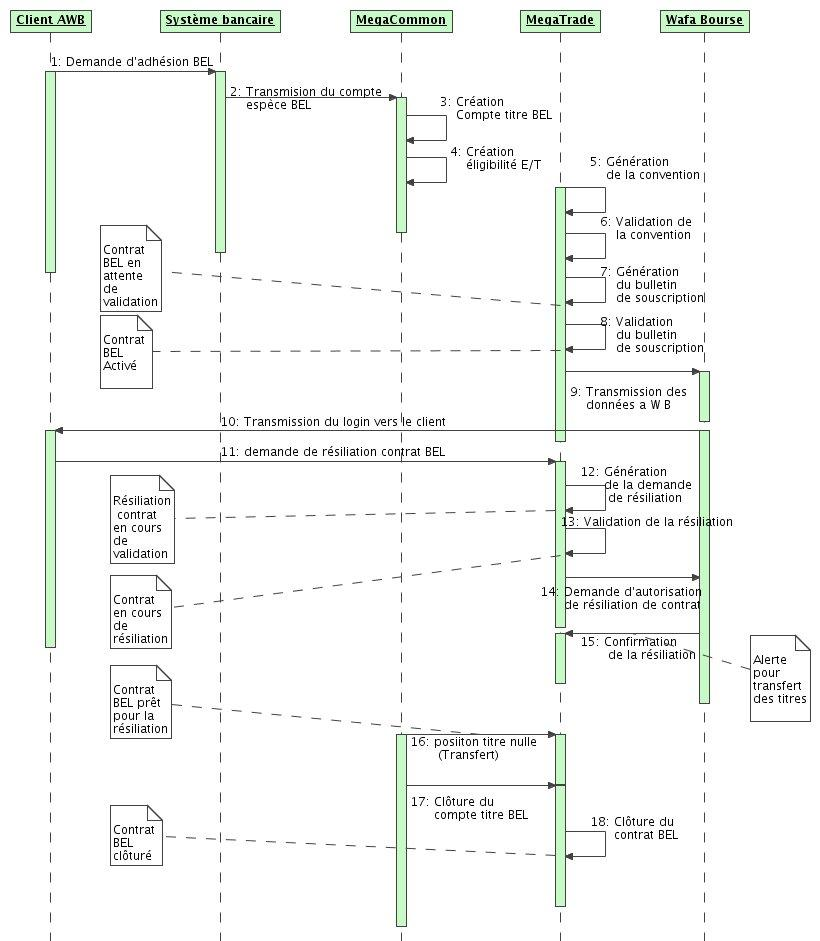 Client AWB
Système bancaire
MegaCommon
MegaTrade
Wafa Bourse
1: Demande d'adhésion BEL
2: Transmision du compte
espèce BEL
3: Création
Compte titre BEL
4: Création
éligibilité E/T
5: Génération
de la convention
6: Validation de
la convention
Contrat
BEL en
attente
de
validation
7: Génération
du bulletin
de souscription
Contrat
BEL
Activé
8: Validation
du bulletin
de souscription
9: Transmission des
données a W B
10: Transmission du login vers le client
11: demande de résiliation contrat BEL
12: Génération
de la demande
de résiliation
Résiliation
contrat
en cours
de
validation
13: Validation de la résiliation
Contrat
en cours
de
résiliation
14: Demande d'autorisation
de résiliation de contrat
15: Confirmation
de la résiliation
Alerte
pour
transfert
des titres
Contrat
BEL prêt
pour la
résiliation
16: posiiton titre nulle
(Transfert)
17: Clôture du
compte titre BEL
18: Clôture du
contrat BEL
Contrat
BEL
clôturé